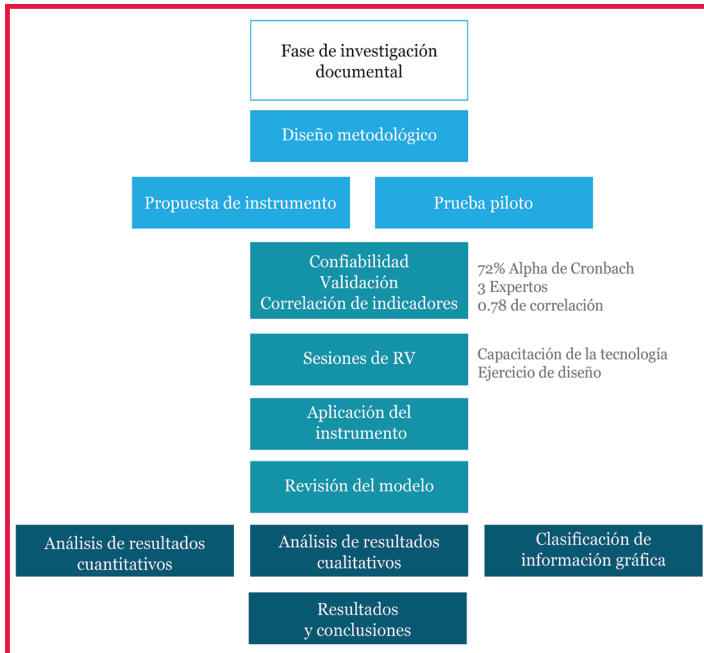 Fase de investigación
documental
Diseño metodológico
Propuesta de instrumento
Prueba piloto
Confiabilidad
Validación
Correlación de indicadores
72% Alpha de Cronbach
3 Expertos
0.78 de correlación
Sesiones de RV
Capacitación de la tecnología
Ejercicio de diseño
Aplicación del
instrumento
Revisión del modelo
Análisis de resultados
cuantitativos
Análisis de resultados
cualitativos
Clasificación de
información gráfica
Resultados
y conclusiones